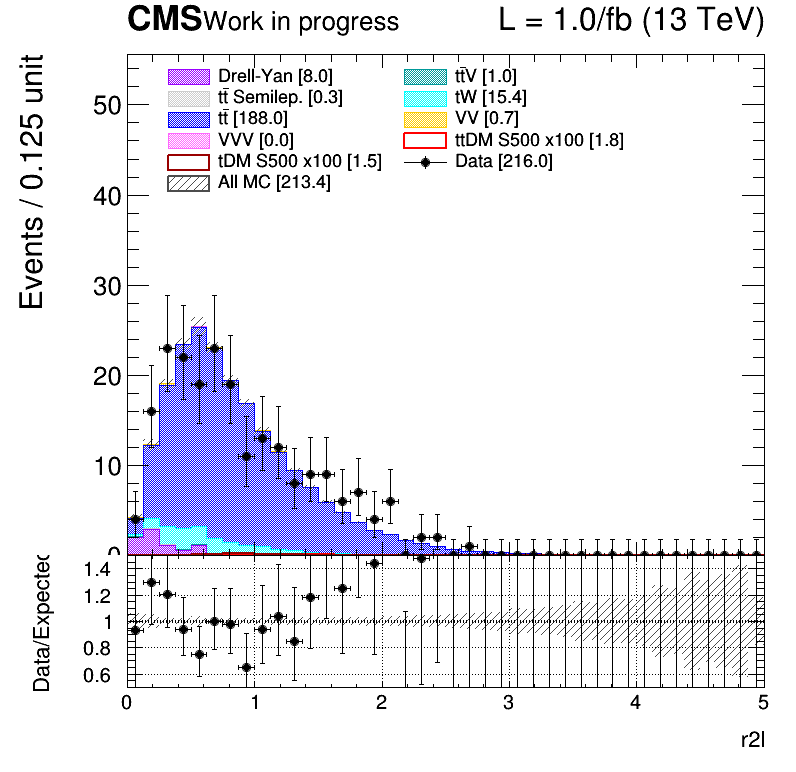 CMS Work in progress L = 1.0/fb (13 TeV)
Drell-Yan [8.0] tt̄V [1.0]
tt̄ Semilep. [0.3] tW [15.4]
tt̄ [188.0] VV [0.7]
VVV [0.0] ttDM S500 x100 [1.8]
tDM S500 x100 [1.5] Data [216.0]
All MC [213.4]
Events / 0.125 unit
50
40
30
20
10
0
Data/Expected
1.4
1.2
1
0.8
0.6
0 1 2 3 4 5
r2l